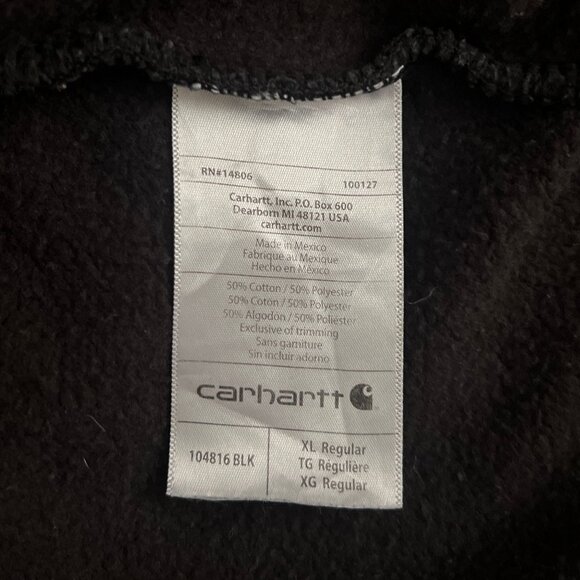 RN#14806 100127
Carhartt, Inc. P.O. Box 600
Dearborn MI 48121 USA
carhartt.com
Made in Mexico
Fabriqué au Mexique
Hecho en México
50% Cotton / 50% Polyester
50% Coton / 50% Polyester
50% Algodón / 50% Poliéster
Exclusive of trimming
Sans garniture
Sin incluir adorno
carhartt
104816 BLK
XL Regular
TG Régulière
XG Regular